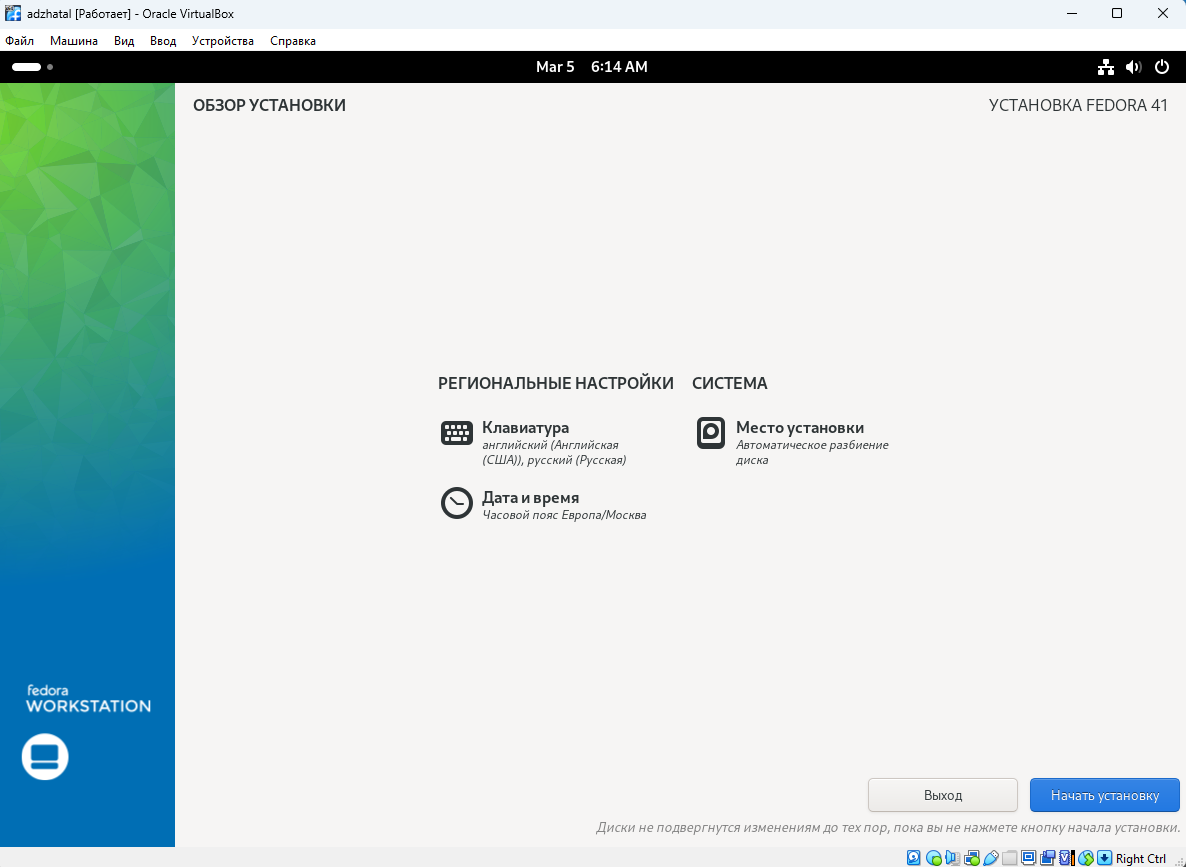 adzhatal [Работает] - Oracle VirtualBox
Файл Машина Вид Ввод Устройства Справка
Mar 5 6:14 AM
ОБЗОР УСТАНОВКИ
УСТАНОВКА FEDORA 41
РЕГИОНАЛЬНЫЕ НАСТРОЙКИ
Клавиатура
английский (Английская
(США)), русский (Русская)
Дата и время
Часовой пояс Европа/Москва
СИСТЕМА
Место установки
Автоматическое разбиение
диска
fedora
WORKSTATION
Выход
Начать установку
Диски не подвергнутся изменениям до тех пор, пока вы не нажмете кнопку начала установки.
Right Ctrl